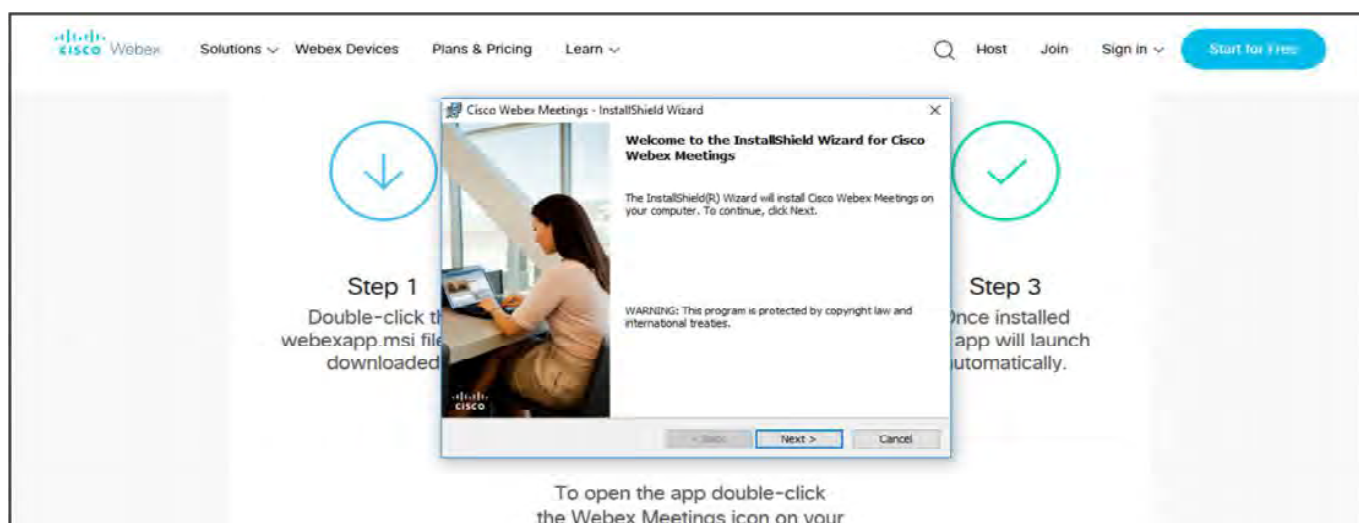 cisco Webex Solutions Webex Devices Plans & Pricing Learn Host Join Sign in Start for Free
Cisco Webex Meetings - InstallShield Wizard
Welcome to the InstallShield Wizard for Cisco
Webex Meetings
The InstallShield(R) Wizard will install Cisco Webex Meetings on
your computer. To continue, click Next.
WARNING: This program is protected by copyright law and
international treaties.
cisco
< Back Next > Cancel
Step 1
Double-click
webexapp.msi
downloaded
Step 3
installed
app will launch
To open the app double-click
the Webex Meetings icon on your